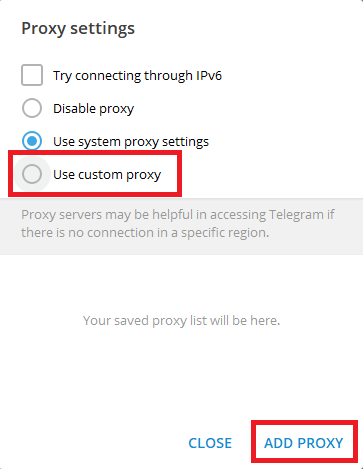 Proxy settings
Try connecting through IPv6
Disable proxy
Use system proxy settings
Use custom proxy
Proxy servers may be helpful in accessing Telegram if
there is no connection in a specific region.
Your saved proxy list will be here.
CLOSE ADD PROXY